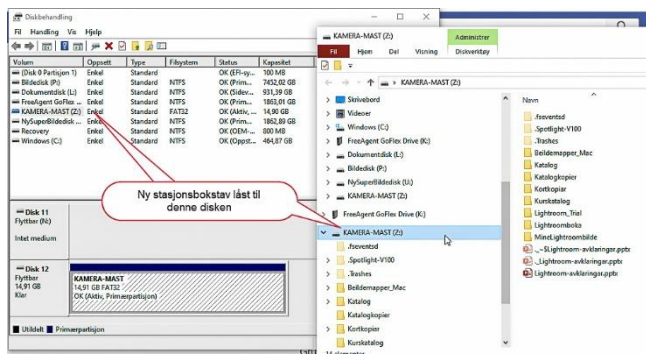 Diskbehandling
Fil Handling Vis Hjelp
Volum Oppsett Type Filsystem Status Kapasitet
(Disk 0 Partisjon 1) Enkel Standard OK (EFI-sy... 100 MB
Bildedisk (P:) Enkel Standard NTFS OK (Prim... 7452,02 GB
Dokumentdisk (L:) Enkel Standard NTFS OK (Sidev... 931,39 GB
FreeAgent GoFlex ... Enkel Standard NTFS OK (Prim... 1863,01 GB
KAMERA-MAST (Z:) Enkel Standard FAT32 OK (Aktiv, ... 14,90 GB
NySuperBildedisk ... Enkel Standard NTFS OK (Prim... 1862,89 GB
Recovery Enkel Standard NTFS OK (OEM-... 800 MB
Windows (C:) Enkel Standard NTFS OK (Oppst... 464,87 GB
Ny stasjonsbokstav låst til
denne disken
Disk 11
Flyttbar (N:)
Intet medium
Disk 12
Flyttbar
14,91 GB
Klar
KAMERA-MAST (Z:)
14,91 GB FAT32
OK (Aktiv, Primærpartisjon)
Utildelt Primærpartisjon
KAMERA-MAST (Z:)
Administrer
Fil Hjem Del Visning Diskverktøy
KAMERA-MAST (Z:)
Skrivebord
Videoer
Windows (C:)
FreeAgent GoFlex Drive (K:)
Dokumentdisk (L:)
Bildedisk (P:)
NySuperBildedisk (U:)
KAMERA-MAST (Z:)
FreeAgent GoFlex Drive (K:)
KAMERA-MAST (Z:)
.fseventsd
.Spotlight-V100
.Trashes
Beildemapper_Mac
Katalog
Katalogkopier
Kortkopier
Kurskatalog
Navn
.fseventsd
.Spotlight-V100
.Trashes
Beildemapper_Mac
Katalog
Katalogkopier
Kortkopier
Kurskatalog
Lightroom_Trial
Lightroomboka
MineLightroombilde
._~$Lightroom-avklaringar.pptx
._Lightroom-avklaringar.pptx
Lightroom-avklaringar.pptx